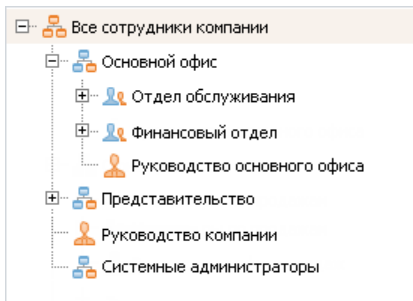 Все сотрудники компании
Основной офис
Отдел обслуживания
Финансовый отдел
Руководство основного офиса
Представительство
Руководство компании
Системные администраторы